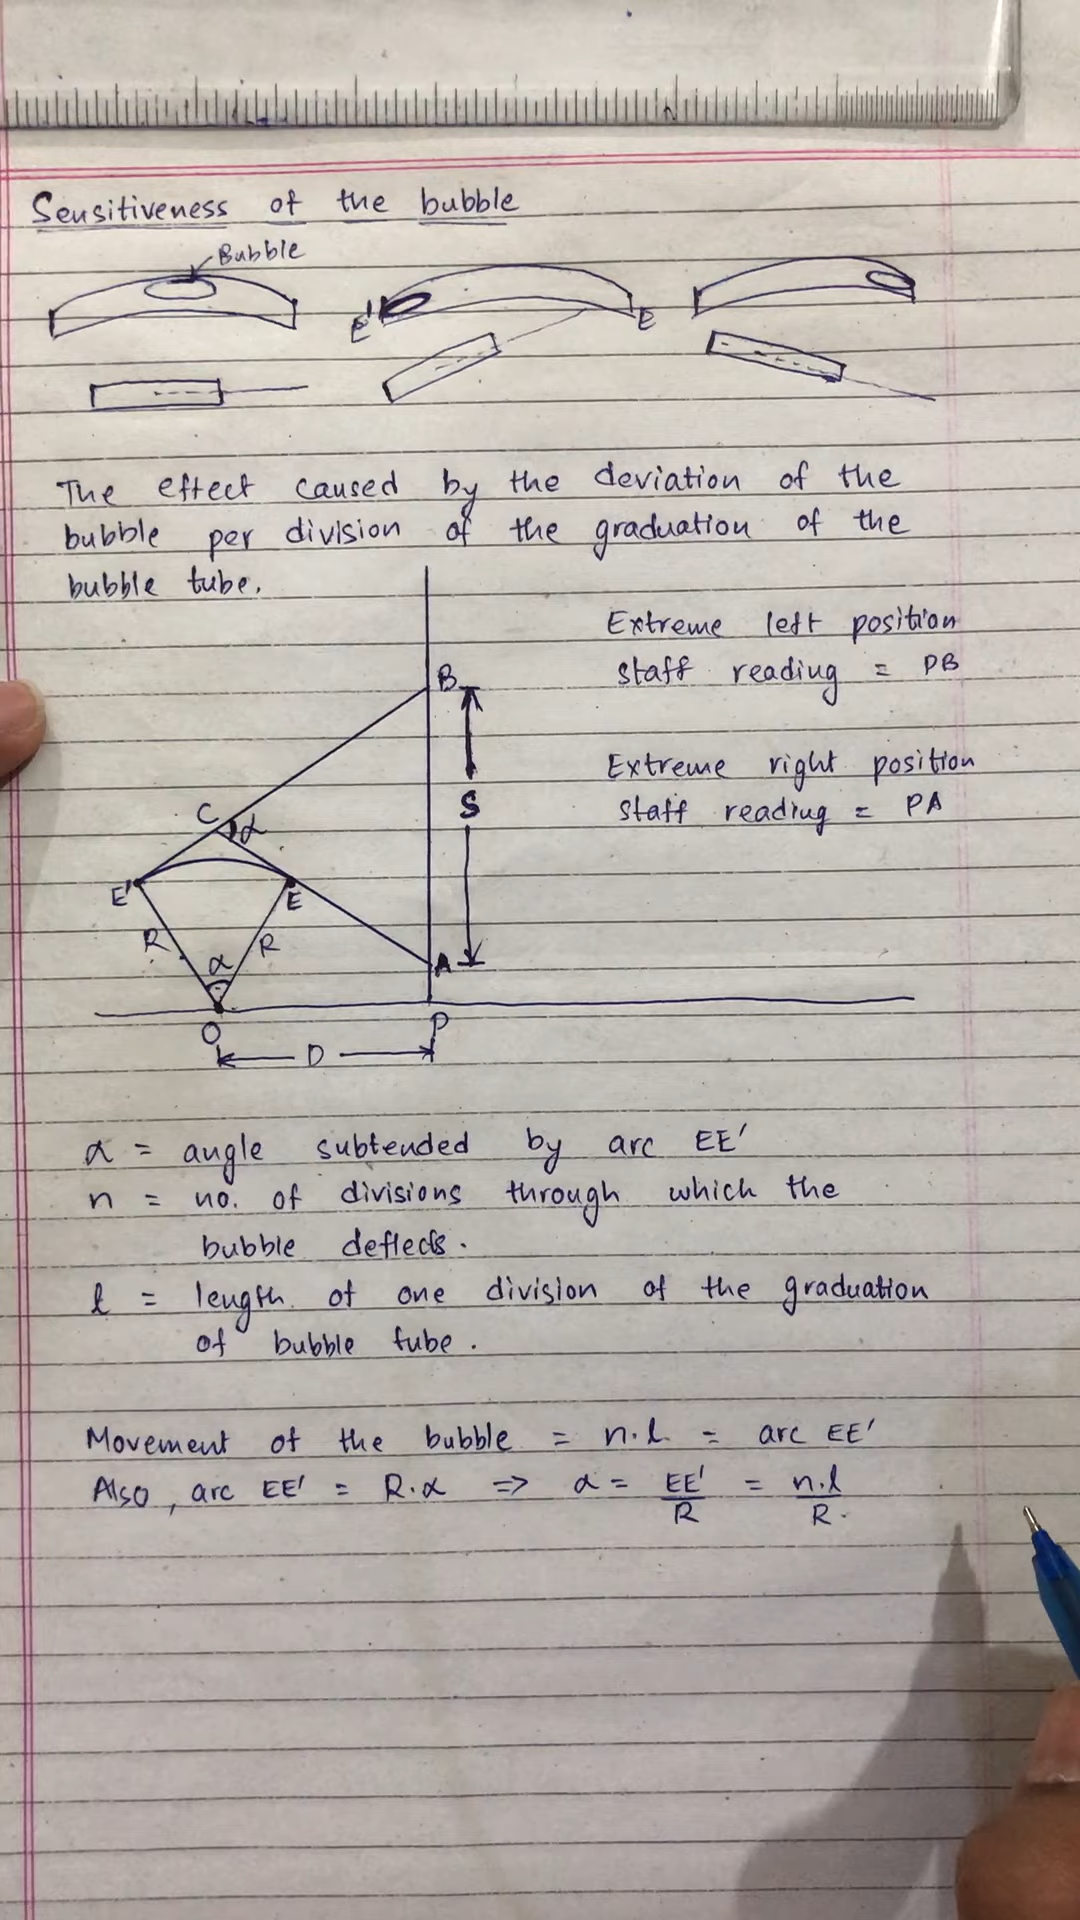 Sensitiveness of the bubble
Bubble
E' E
The effect caused by the deviation of the
bubble per division of the graduation of the
bubble tube.
Extreme left position
staff reading = PB
Extreme right position
staff reading = PA
B
S
C α
E' E
R R
α
A
O P
D
α = angle subtended by arc EE'
n = no. of divisions through which the
bubble deflects.
l = length of one division of the graduation
of bubble tube.
Movement of the bubble = n.l = arc EE'
Also, arc EE' = R.α ⇒ α = EE'/R = n.l/R.